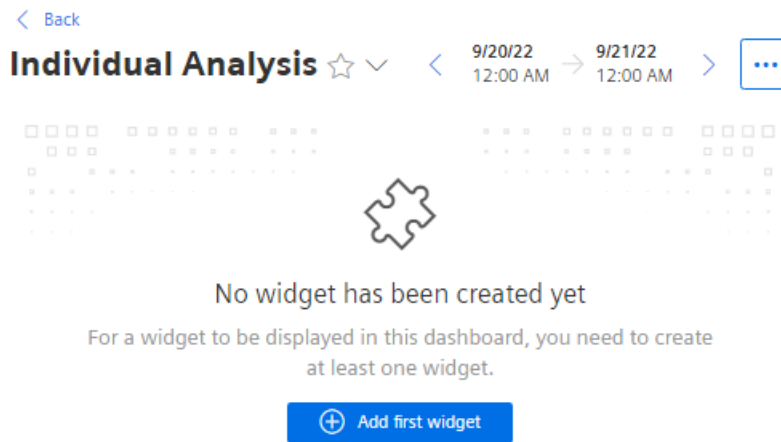 Back
Individual Analysis
9/20/22 9/21/22
12:00 AM 12:00 AM
No widget has been created yet
For a widget to be displayed in this dashboard, you need to create
at least one widget.
Add first widget